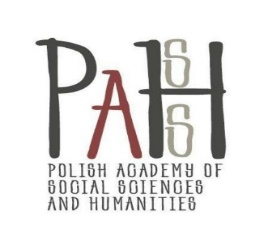 PASSH
POLISH ACADEMY OF
SOCIAL SCIENCES
AND HUMANITIES